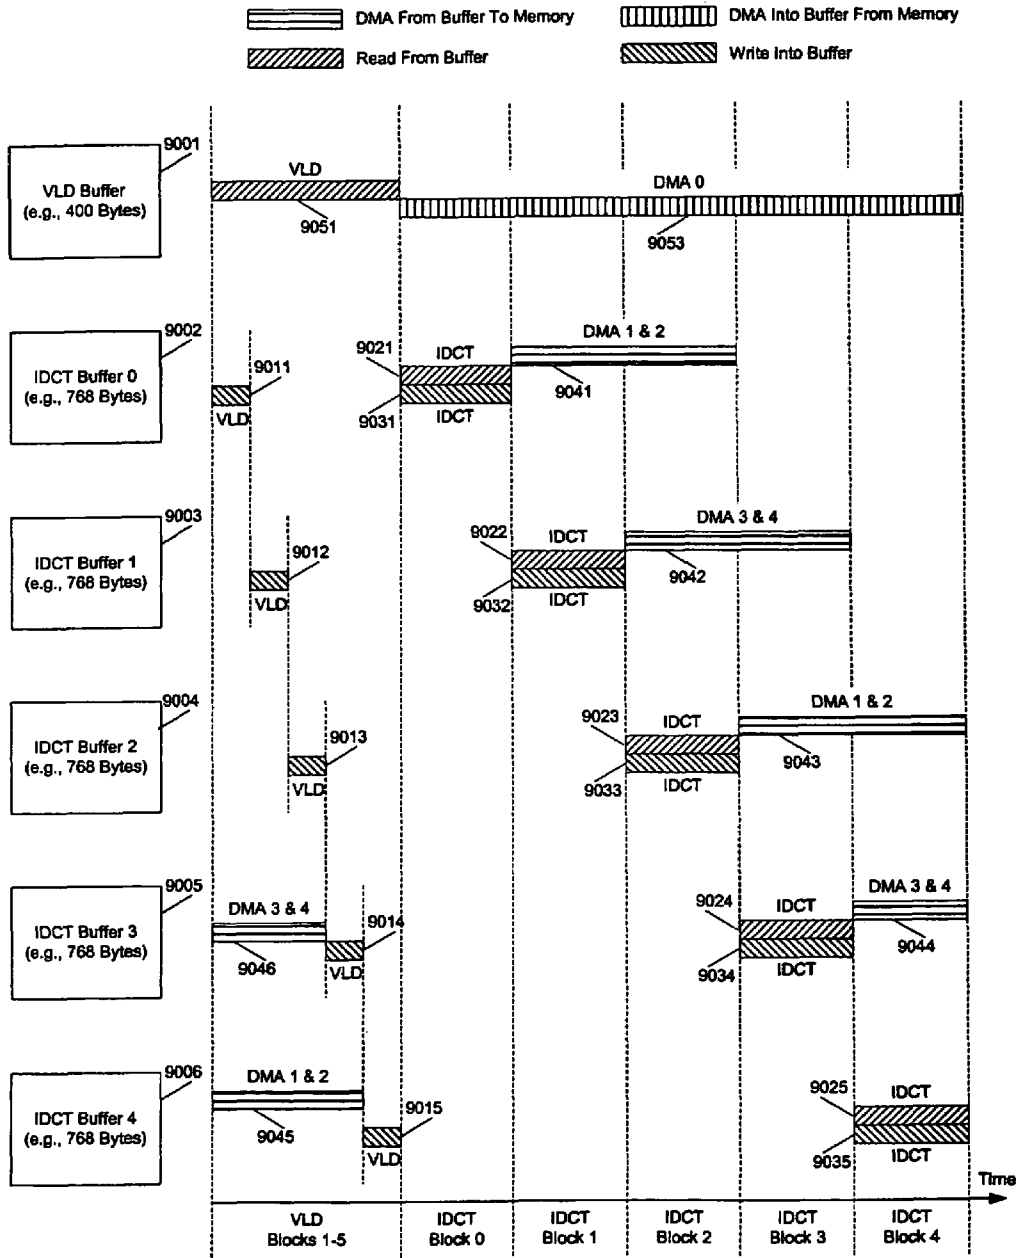 DMA From Buffer To Memory
DMA Into Buffer From Memory
Read From Buffer
Write Into Buffer
9001
VLD Buffer
(e.g., 400 Bytes)
VLD
9051
DMA 0
9053
9002
IDCT Buffer 0
(e.g., 768 Bytes)
9011
VLD
9021
IDCT
9031
IDCT
DMA 1 & 2
9041
9003
IDCT Buffer 1
(e.g., 768 Bytes)
9012
VLD
9022
IDCT
9032
IDCT
DMA 3 & 4
9042
9004
IDCT Buffer 2
(e.g., 768 Bytes)
9013
VLD
9023
IDCT
9033
IDCT
DMA 1 & 2
9043
9005
IDCT Buffer 3
(e.g., 768 Bytes)
DMA 3 & 4
9046
9014
VLD
9024
IDCT
9034
IDCT
DMA 3 & 4
9044
9006
IDCT Buffer 4
(e.g., 768 Bytes)
DMA 1 & 2
9045
9015
VLD
9025
IDCT
9035
IDCT
Time
VLD
Blocks 1-5
IDCT
Block 0
IDCT
Block 1
IDCT
Block 2
IDCT
Block 3
IDCT
Block 4